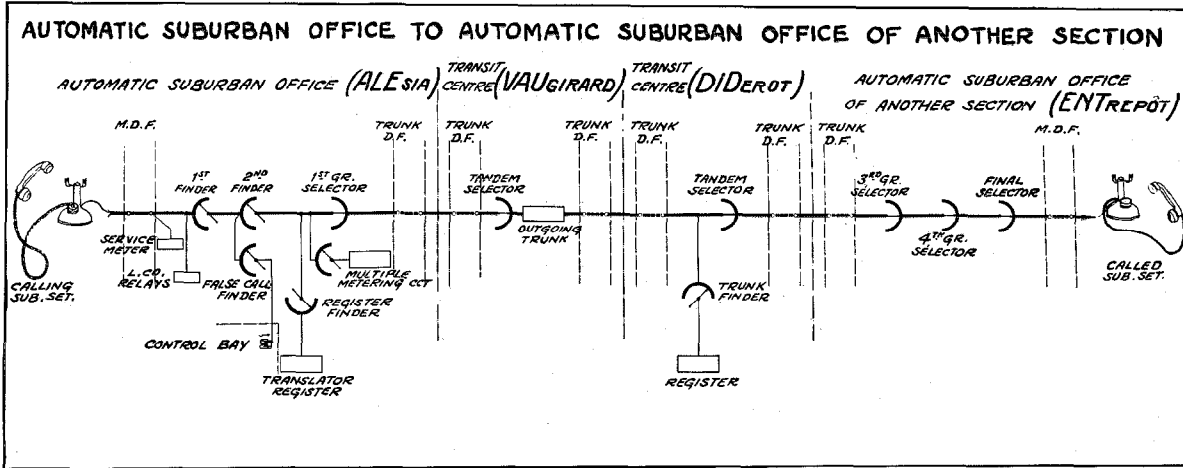 AUTOMATIC SUBURBAN OFFICE TO AUTOMATIC SUBURBAN OFFICE OF ANOTHER SECTION
AUTOMATIC SUBURBAN OFFICE (ALESIA)
TRANSIT
CENTRE (VAUGIRARD)
TRANSIT
CENTRE (DIDEROT)
AUTOMATIC SUBURBAN OFFICE
OF ANOTHER SECTION (ENTREPÔT)
M.D.F.
TRUNK
D.F.
TRUNK
D.F.
TRUNK
D.F.
TRUNK
D.F.
TRUNK
D.F.
TRUNK
D.F.
M.D.F.
1ST
FINDER
2ND
FINDER
1ST GR.
SELECTOR
TANDEM
SELECTOR
TANDEM
SELECTOR
3RD GR.
SELECTOR
FINAL
SELECTOR
SERVICE
METER
L.CO.
RELAYS
FALSE CALL
FINDER
MULTIPLE
METERING CCT
OUTGOING
TRUNK
4TH GR.
SELECTOR
CALLING
SUB. SET.
CALLED
SUB. SET.
REGISTER
FINDER
TRUNK
FINDER
CONTROL BAY
TRANSLATOR
REGISTER
REGISTER